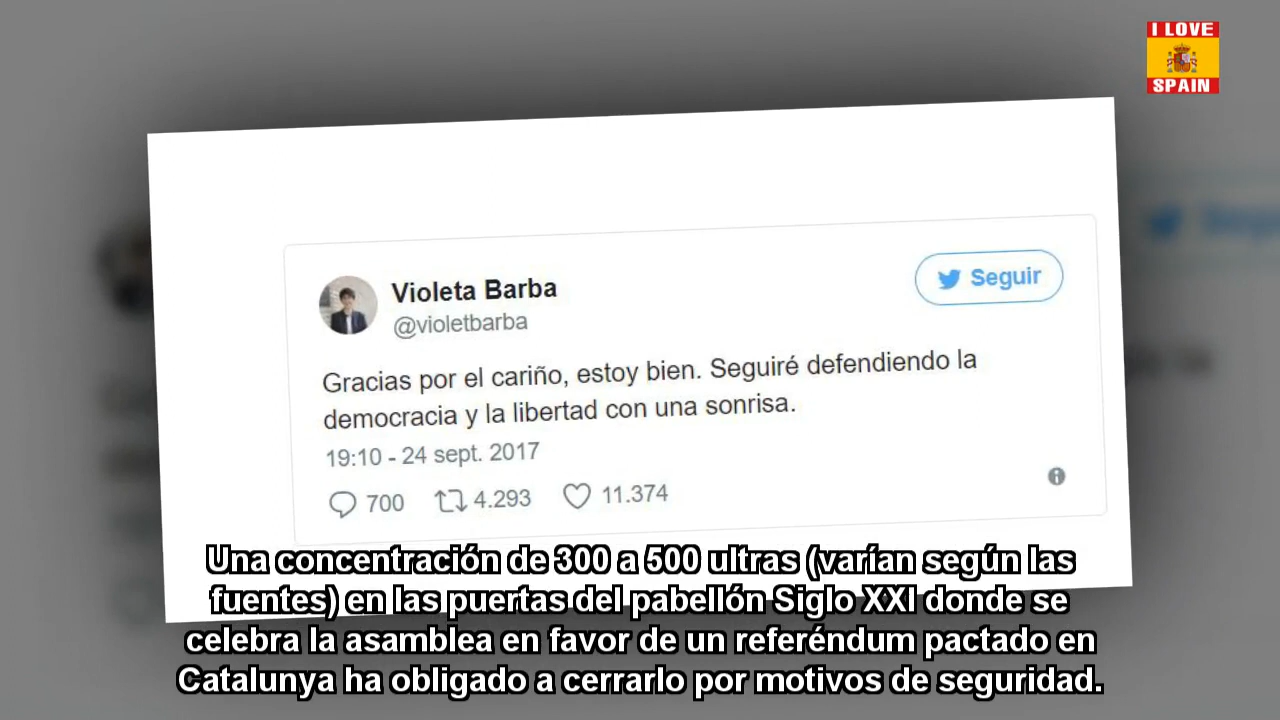 I LOVE
SPAIN
Violeta Barba
@violetbarba
Seguir
Gracias por el cariño, estoy bien. Seguiré defendiendo la
democracia y la libertad con una sonrisa.
19:10 - 24 sept. 2017
700 4.293 11.374
Una concentración de 300 a 500 ultras (varían según las
fuentes) en las puertas del pabellón Siglo XXI donde se
celebra la asamblea en favor de un referéndum pactado en
Catalunya ha obligado a cerrarlo por motivos de seguridad.